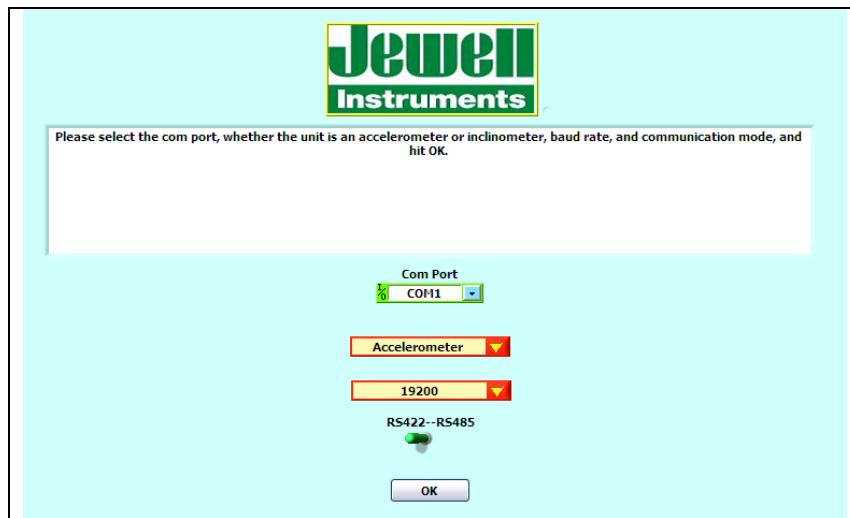 Jewell
Instruments
Please select the com port, whether the unit is an accelerometer or inclinometer, baud rate, and communication mode, and
hit OK.
Com Port
I/O COM1
Accelerometer
19200
RS422--RS485
OK